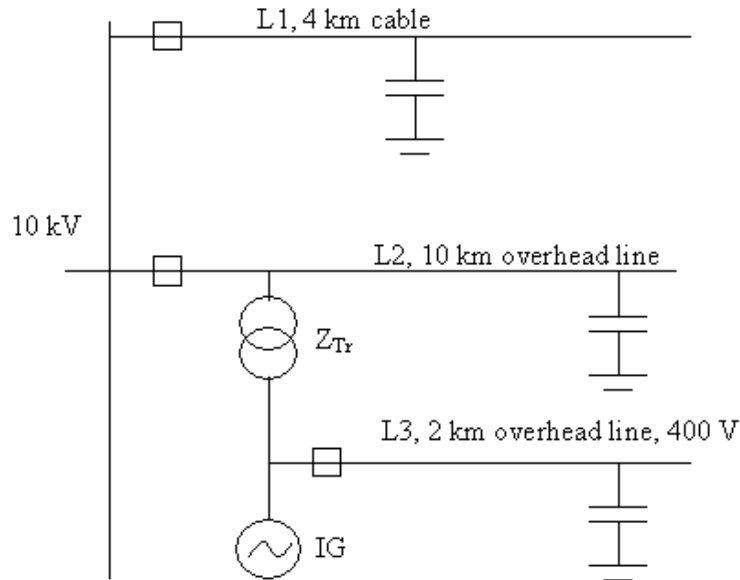 L1, 4 km cable
10 kV
L2, 10 km overhead line
ZTr
L3, 2 km overhead line, 400 V
IG